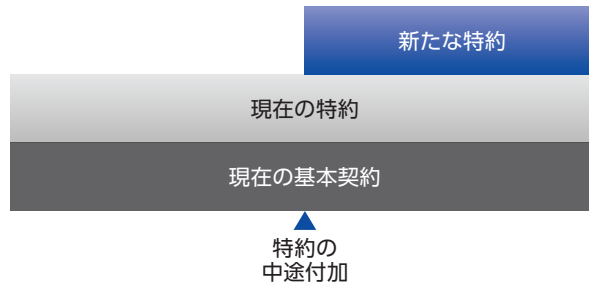 新たな特約
現在の特約
現在の基本契約
特約の
中途付加